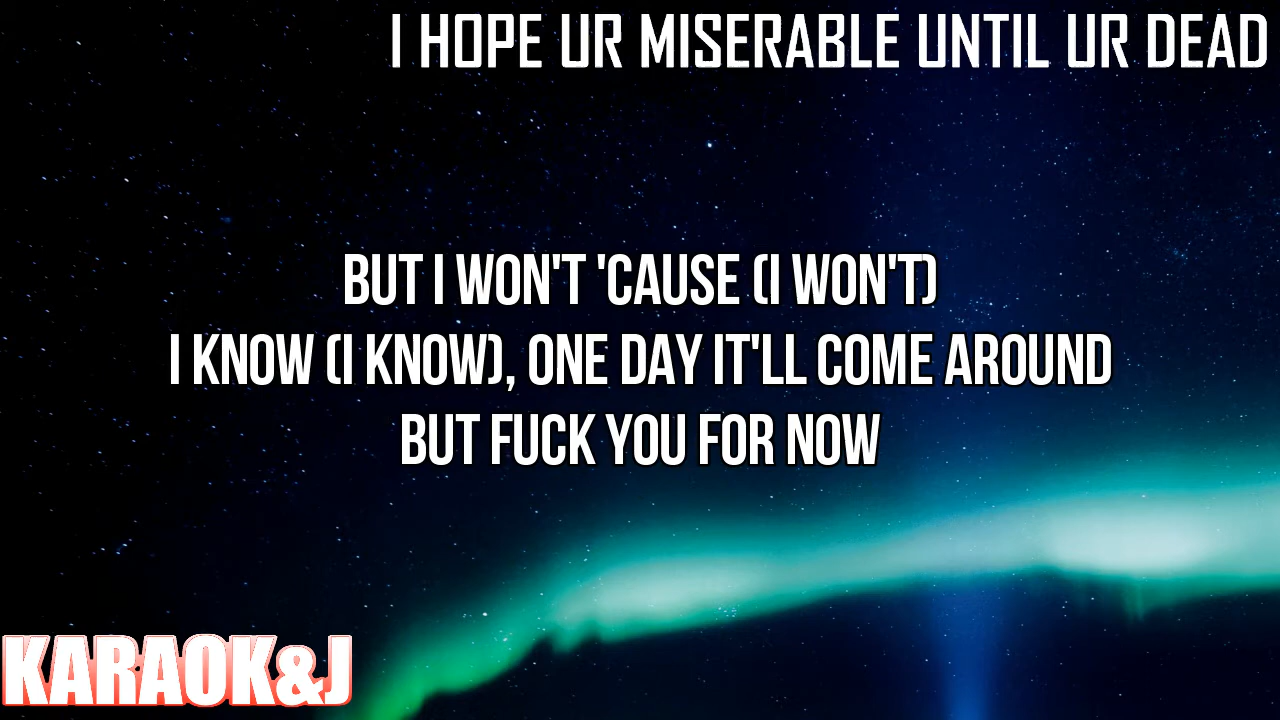 I HOPE UR MISERABLE UNTIL UR DEAD
BUT I WON'T 'CAUSE (I WON'T)
I KNOW (I KNOW), ONE DAY IT'LL COME AROUND
BUT FUCK YOU FOR NOW
KARAOK&J